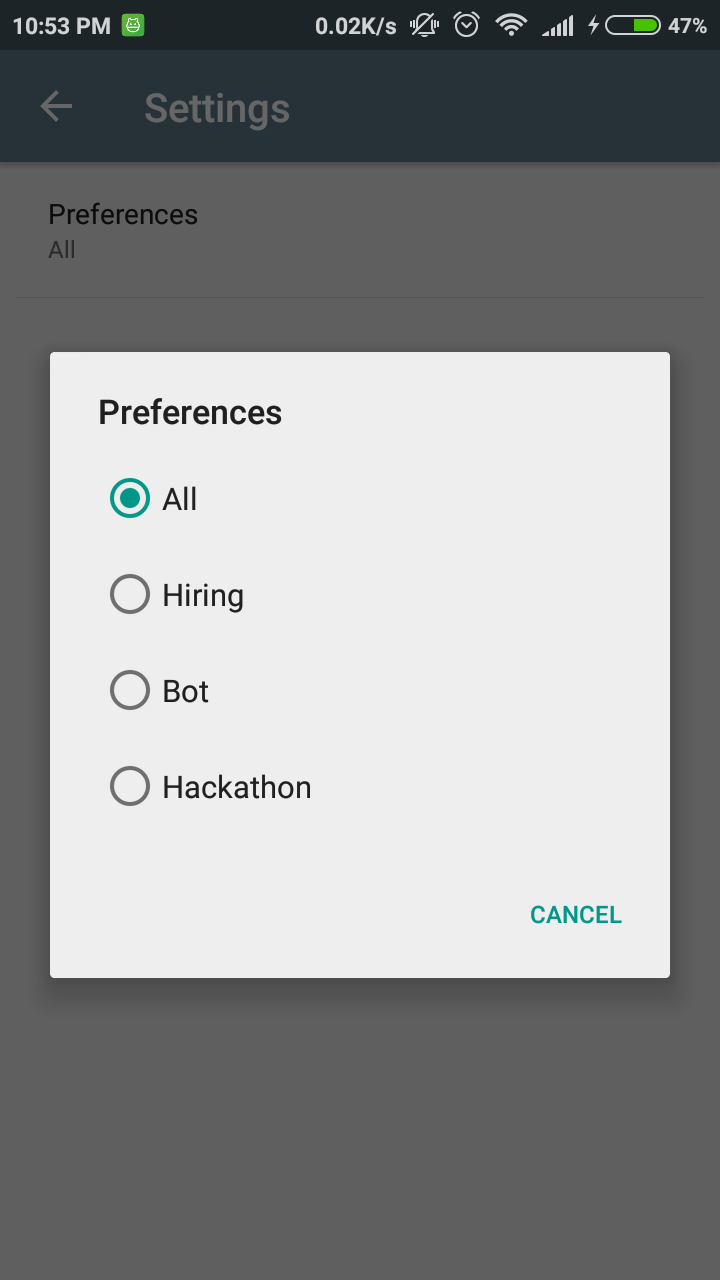 10:53 PM 0.02K/s 47%
Settings
Preferences
All
Preferences
All
Hiring
Bot
Hackathon
CANCEL